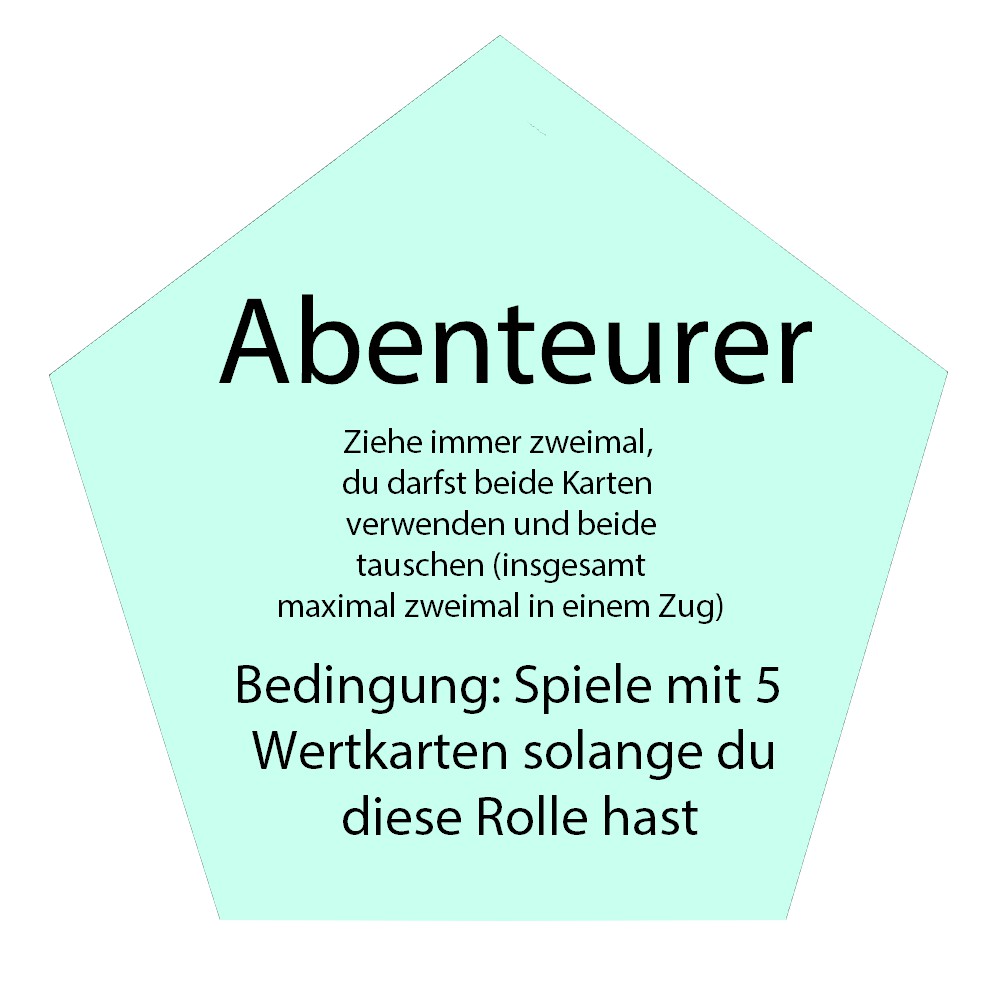 Abenteurer
Ziehe immer zweimal,
du darfst beide Karten
verwenden und beide
tauschen (insgesamt
maximal zweimal in einem Zug)
Bedingung: Spiele mit 5
Wertkarten solange du
diese Rolle hast